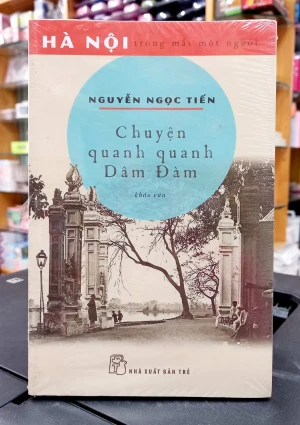 HÀ NỘI trong mắt một người
NGUYỄN NGỌC TIẾN
Chuyện
quanh quanh
Dâm Đàm
khảo cứu
NHÀ XUẤT BẢN TRẺ